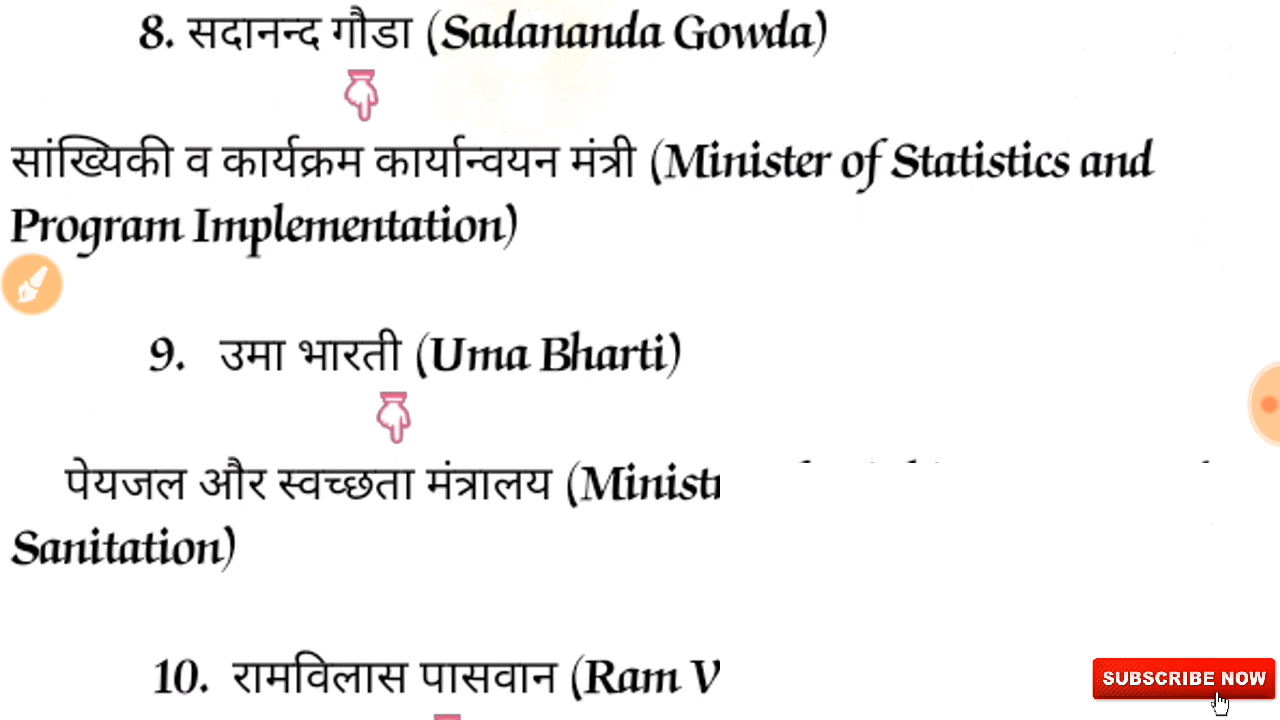 8. सदानन्द गौडा (Sadananda Gowda)
सांख्यिकी व कार्यक्रम कार्यान्वयन मंत्री (Minister of Statistics and
Program Implementation)
9. उमा भारती (Uma Bharti)
पेयजल और स्वच्छता मंत्रालय (
Sanitation)
10. रामविलास पासवान (Ram V
SUBSCRIBE NOW